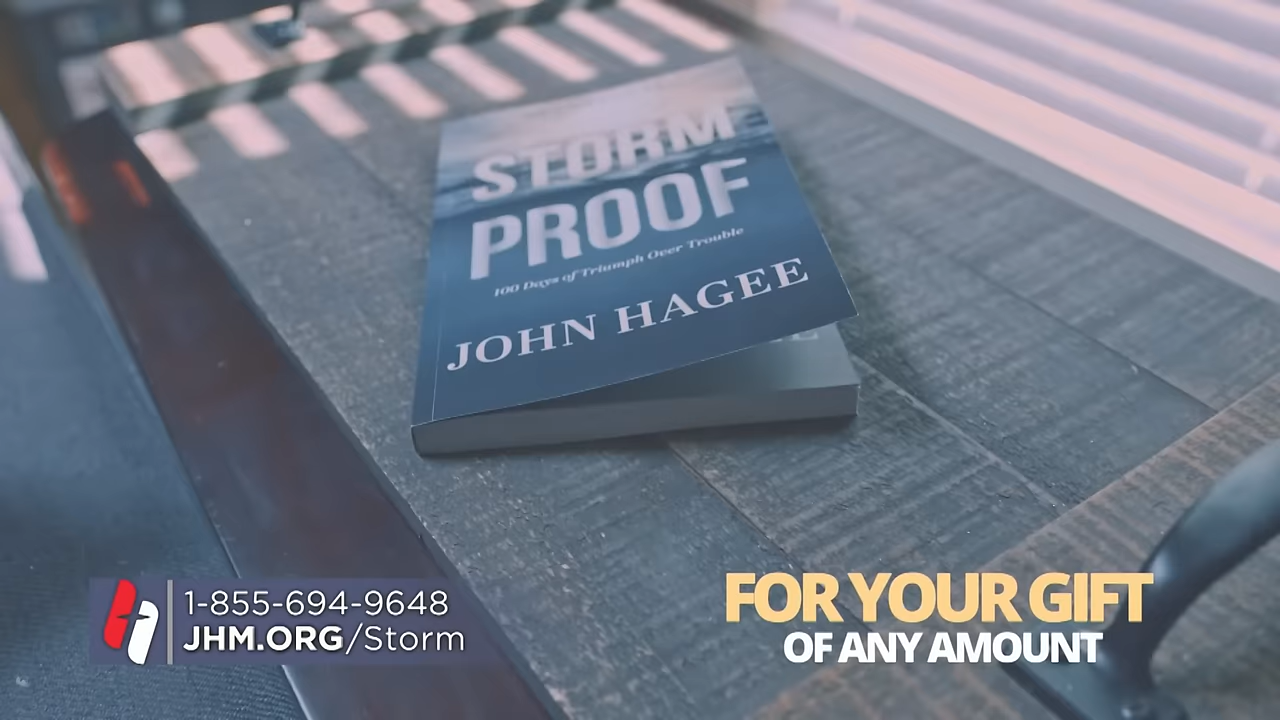 STORM
PROOF
100 Days of Triumph Over Trouble
JOHN HAGEE
1-855-694-9648
JHM.ORG/Storm
FOR YOUR GIFT
OF ANY AMOUNT